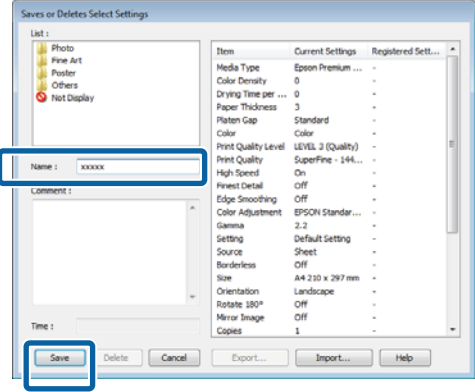 Saves or Deletes Select Settings
List :
Photo
Fine Art
Poster
Others
Not Display
Name : xxxxx
Comment :
Time :
Item Current Settings Registered Sett...
Media Type Epson Premium ... -
Color Density 0 -
Drying Time per ... 0 -
Paper Thickness 3 -
Platen Gap Standard -
Color Color -
Print Quality Level LEVEL 3 (Quality) -
Print Quality SuperFine - 144... -
High Speed On -
Finest Detail Off -
Edge Smoothing Off -
Color Adjustment EPSON Standar... -
Gamma 2.2 -
Setting Default Setting -
Source Sheet -
Borderless Off -
Size A4 210 x 297 mm -
Orientation Landscape -
Rotate 180° Off -
Mirror Image Off -
Copies 1 -
Save Delete Cancel Export... Import... Help